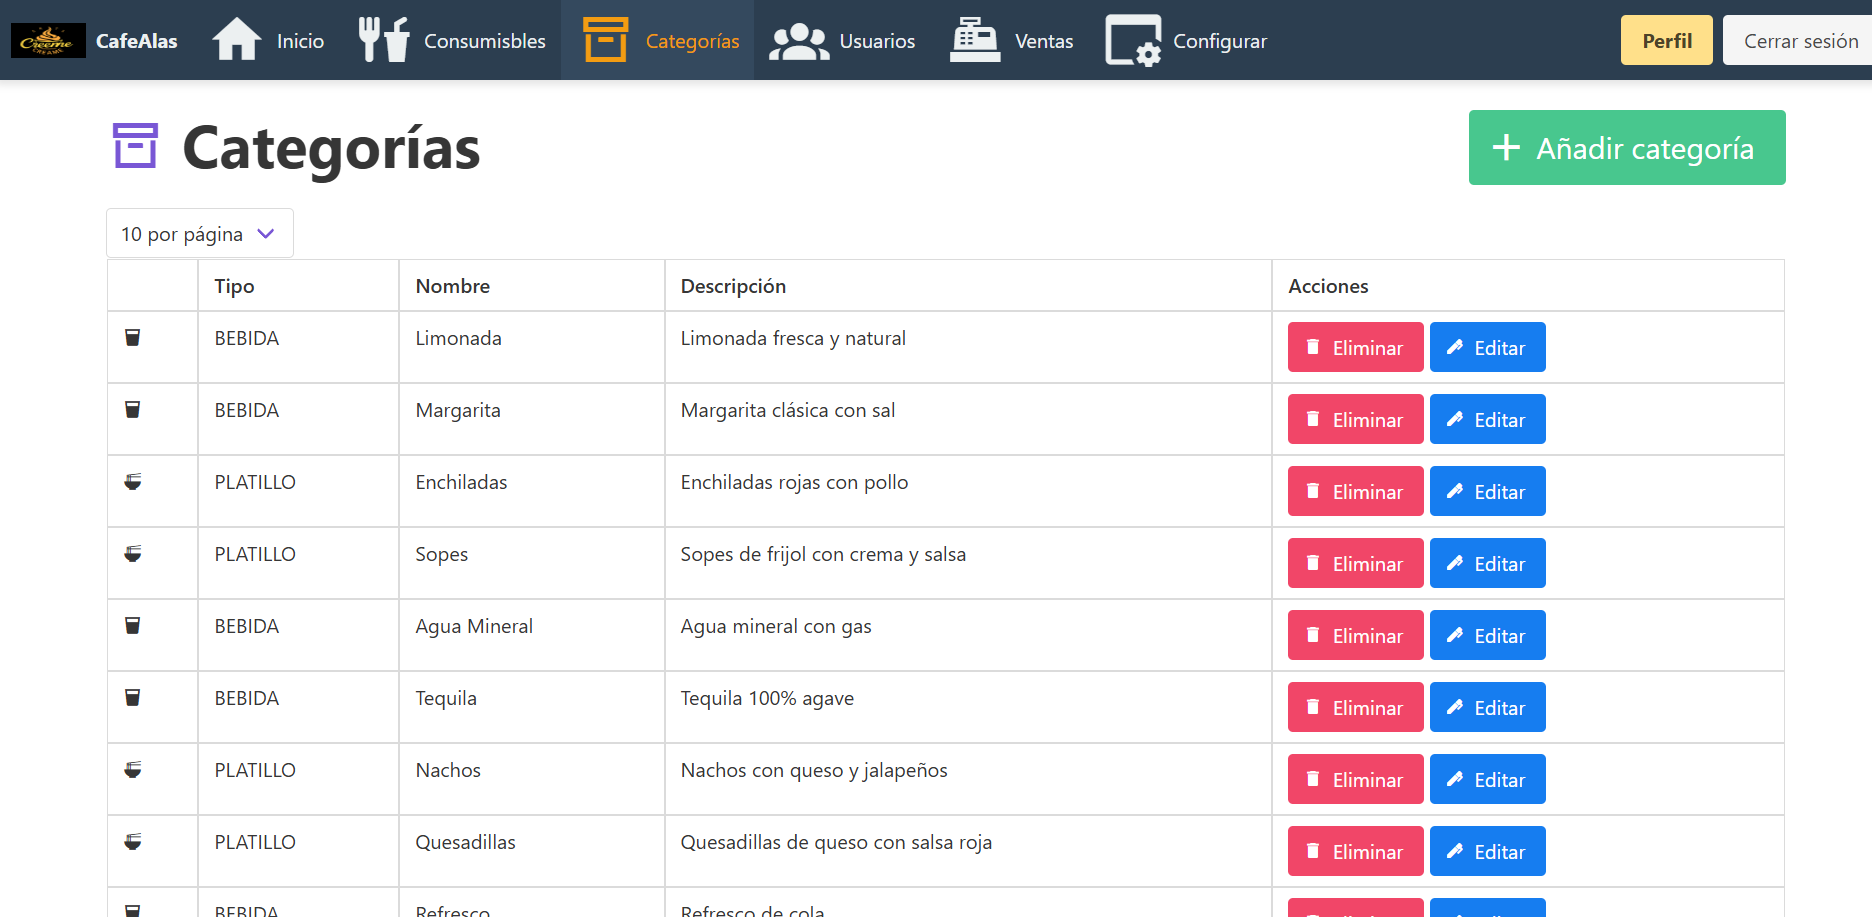 Creeme CREAME CafeAlas Inicio Consumisbles Categorías Usuarios Ventas Configurar Perfil Cerrar sesión
Categorías
Añadir categoría
10 por página
Tipo Nombre Descripción Acciones
BEBIDA Limonada Limonada fresca y natural Eliminar Editar
BEBIDA Margarita Margarita clásica con sal Eliminar Editar
PLATILLO Enchiladas Enchiladas rojas con pollo Eliminar Editar
PLATILLO Sopes Sopes de frijol con crema y salsa Eliminar Editar
BEBIDA Agua Mineral Agua mineral con gas Eliminar Editar
BEBIDA Tequila Tequila 100% agave Eliminar Editar
PLATILLO Nachos Nachos con queso y jalapeños Eliminar Editar
PLATILLO Quesadillas Quesadillas de queso con salsa roja Eliminar Editar
BEBIDA Refresco Refresco de cola